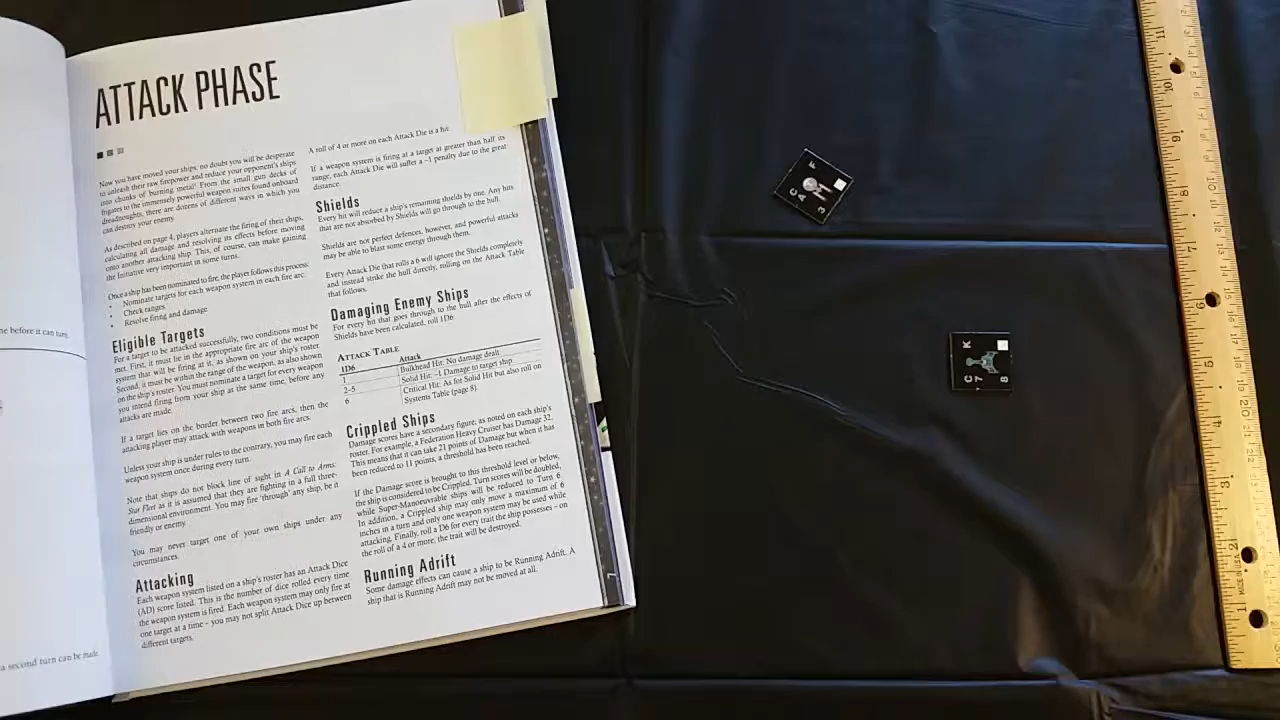 ne before it can turn.
a second turn can be made.
ATTACK PHASE
Now you have moved your ships, no doubt you will be desperate
to unleash their raw firepower and reduce your opponent's ships
into chunks of burning metal! From the small gun decks of
frigates to the immensely powerful weapon suites found onboard
dreadnoughts, there are dozens of different ways in which you
can destroy your enemy.
As described on page 4, players alternate the firing of their ships,
calculating all damage and resolving its effects before moving
onto another attacking ship. This, of course, can make gaining
the Initiative very important in some turns.
Once a ship has been nominated to fire, the player follows this process:
• Nominate targets for each weapon system in each fire arc.
• Check ranges
• Resolve firing and damage
Eligible Targets
For a target to be attacked successfully, two conditions must be
met. First, it must lie in the appropriate fire arc of the weapon
system that will be firing at it, as shown on your ship's roster.
Second, it must be within the range of the weapon, as also shown
on the ship's roster. You must nominate a target for every weapon
you intend firing from your ship at the same time, before any
attacks are made.
If a target lies on the border between two fire arcs, then the
attacking player may attack with weapons in both fire arcs.
Unless your ship is under rules to the contrary, you may fire each
weapon system once during every turn.
Note that ships do not block line of sight in A Call to Arms:
Star Fleet as it is assumed that they are fighting in a full three-
dimensional environment. You may fire 'through' any ship, be it
friendly or enemy.
You may never target one of your own ships under any
circumstances.
Attacking
Each weapon system listed on a ship's roster has an Attack Dice
(AD) score listed. This is the number of dice rolled every time
the weapon system is fired. Each weapon system may only fire at
one target at a time – you may not split Attack Dice up between
different targets.
A roll of 4 or more on each Attack Die is a hit.
If a weapon system is firing at a target at greater than half its
range, each Attack Die will suffer a –1 penalty due to the great
distance.
Shields
Every hit will reduce a ship's remaining shields by one. Any hits
that are not absorbed by Shields will go through to the hull.
Shields are not perfect defences, however, and powerful attacks
may be able to blast some energy through them.
Every Attack Die that rolls a 6 will ignore the Shields completely
and instead strike the hull directly, rolling on the Attack Table
that follows.
Damaging Enemy Ships
For every hit that goes through to the hull after the effects of
Shields have been calculated, roll 1D6
ATTACK TABLE
1D6 Attack
1 Bulkhead Hit: No damage dealt
2–5 Solid Hit: –1 Damage to target ship
6 Critical Hit: As for Solid Hit but also roll on
Systems Table (page 8)
Crippled Ships
Damage scores have a secondary figure, as noted on each ship's
roster. For example, a Federation Heavy Cruiser has Damage 32.
This means that it can take 21 points of Damage but when it has
been reduced to 11 points, a threshold has been reached.
If the Damage score is brought to this threshold level or below,
the ship is considered to be Crippled. Turn scores will be doubled,
while Super-Manoeuvrable ships will be reduced to Turn 6.
In addition, a Crippled ship may only move a maximum of 6
inches in a turn and only one weapon system may be used while
attacking. Finally, roll a D6 for every trait the ship possesses – on
the roll of a 4 or more, the trait will be destroyed.
Running Adrift
Some damage effects can cause a ship to be Running Adrift. A
ship that is Running Adrift may not be moved at all.
7
F
C A
3
K
C
7
8
11
10
9
8
7
6
5
3
2
1
MADE IN USA